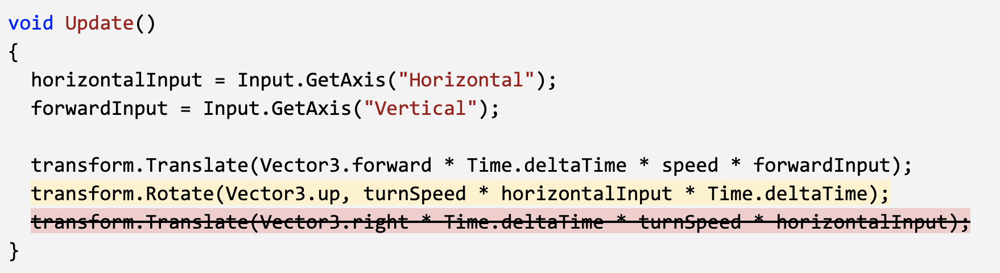 void Update()
{
horizontalInput = Input.GetAxis("Horizontal");
forwardInput = Input.GetAxis("Vertical");
transform.Translate(Vector3.forward * Time.deltaTime * speed * forwardInput);
transform.Rotate(Vector3.up, turnSpeed * horizontalInput * Time.deltaTime);
transform.Translate(Vector3.right * Time.deltaTime * turnSpeed * horizontalInput);
}